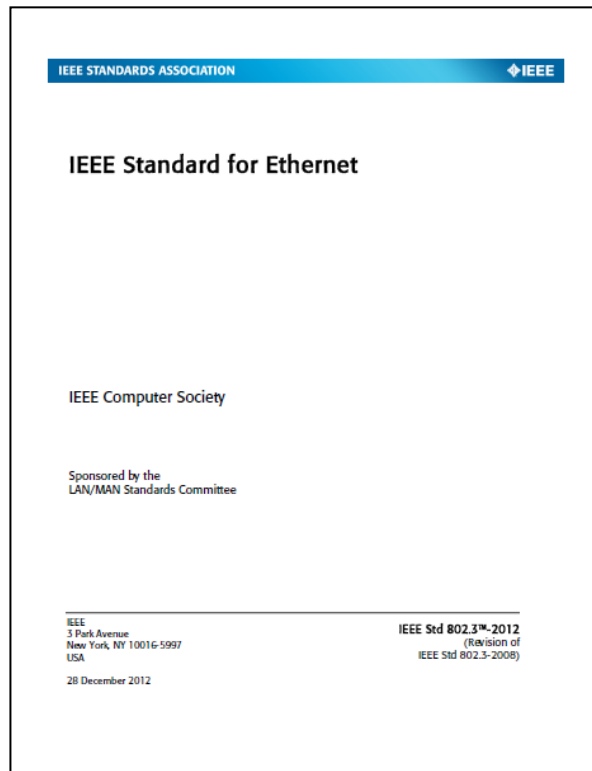 IEEE STANDARDS ASSOCIATION
IEEE
IEEE Standard for Ethernet
IEEE Computer Society
Sponsored by the
LAN/MAN Standards Committee
IEEE
3 Park Avenue
New York, NY 10016-5997
USA
28 December 2012
IEEE Std 802.3™-2012
(Revision of
IEEE Std 802.3-2008)